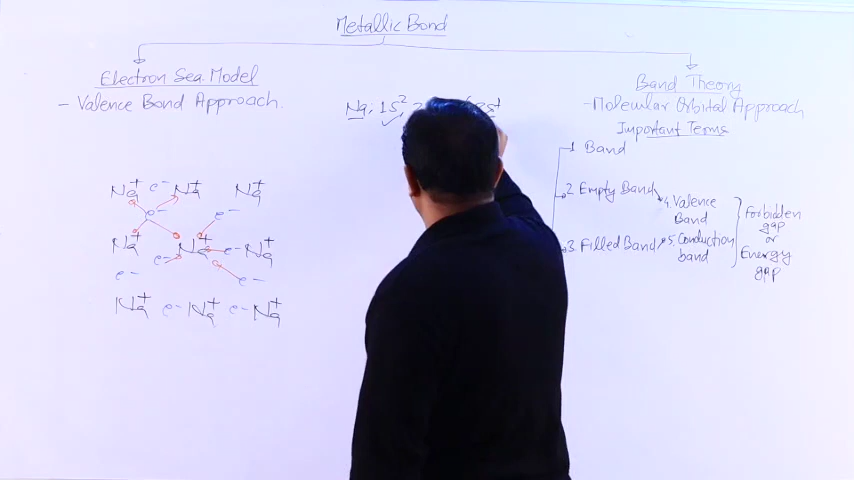 Metallic Bond
Electron Sea Model
- Valence Bond Approach.
Na; 1s² 2
Band Theory
- Molecular Orbital Approach
Important Terms
1 Band
2 Empty Band
3. Filled Band
4. Valence
Band
5. Conduction
band
Forbidden
gap
or
Energy
gap
Na⁺ e⁻ Na⁺ Na⁺
e⁻ e⁻
Na⁺ Na⁺ e⁻ Na⁺
e⁻
e⁻ e⁻
Na⁺ e⁻ Na⁺ e⁻ Na⁺